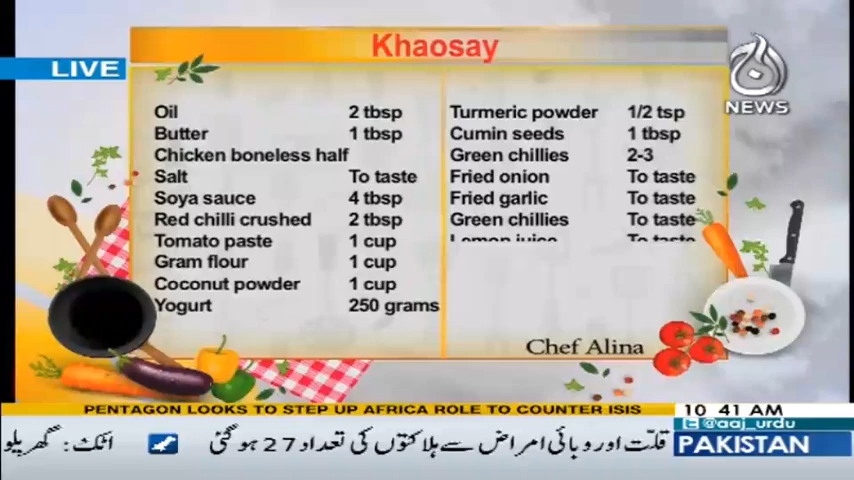 Khaosay
LIVE
NEWS
Oil 2 tbsp
Butter 1 tbsp
Chicken boneless half
Salt To taste
Soya sauce 4 tbsp
Red chilli crushed 2 tbsp
Tomato paste 1 cup
Gram flour 1 cup
Coconut powder 1 cup
Yogurt 250 grams
Turmeric powder 1/2 tsp
Cumin seeds 1 tbsp
Green chillies 2-3
Fried onion To taste
Fried garlic To taste
Green chillies To taste
Lemon juice To taste
Chef Alina
PENTAGON LOOKS TO STEP UP AFRICA ROLE TO COUNTER ISIS
10 41 AM
@aaj_urdu
PAKISTAN
قلت اور وبائی امراض سے ہلاکتوں کی تعداد 27 ہو گئی
اٹک: گھریلو